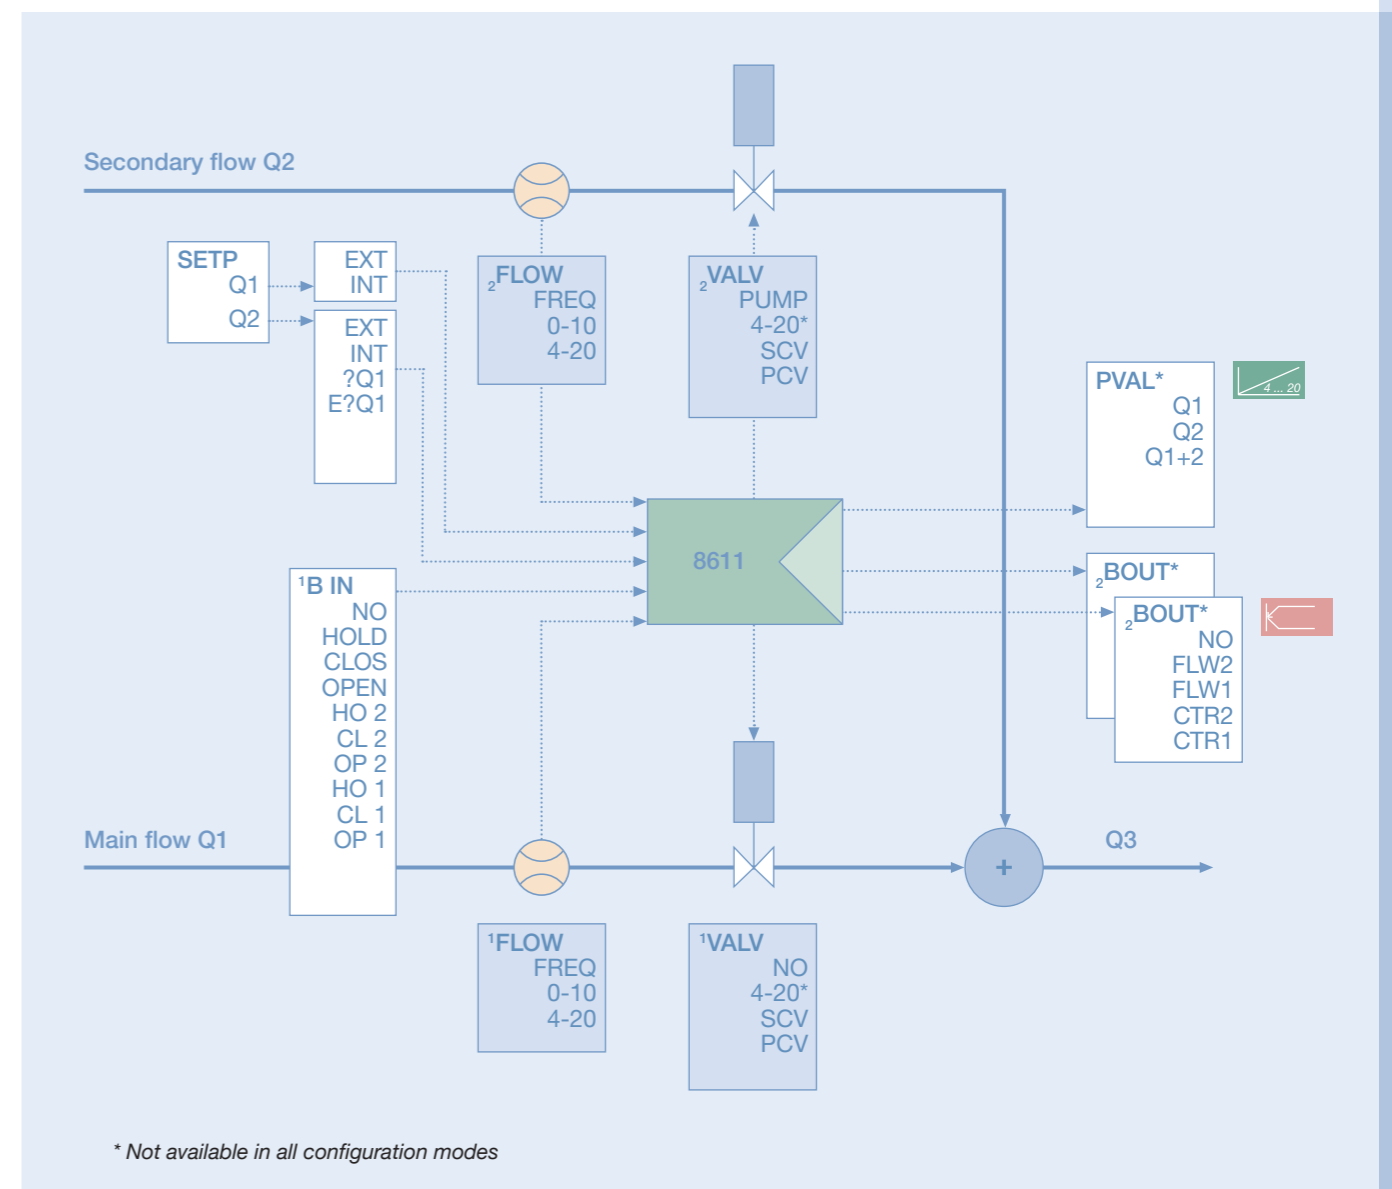 Secondary flow Q2
SETP
Q1
Q2
EXT
INT
EXT
INT
?Q1
E?Q1
2FLOW
FREQ
0-10
4-20
2VALV
PUMP
4-20*
SCV
PCV
PVAL*
Q1
Q2
Q1+2
4 ... 20
8611
1B IN
NO
HOLD
CLOS
OPEN
HO 2
CL 2
OP 2
HO 1
CL 1
OP 1
2BOUT*
2BOUT*
NO
FLW2
FLW1
CTR2
CTR1
Main flow Q1
+
Q3
1FLOW
FREQ
0-10
4-20
1VALV
NO
4-20*
SCV
PCV
* Not available in all configuration modes